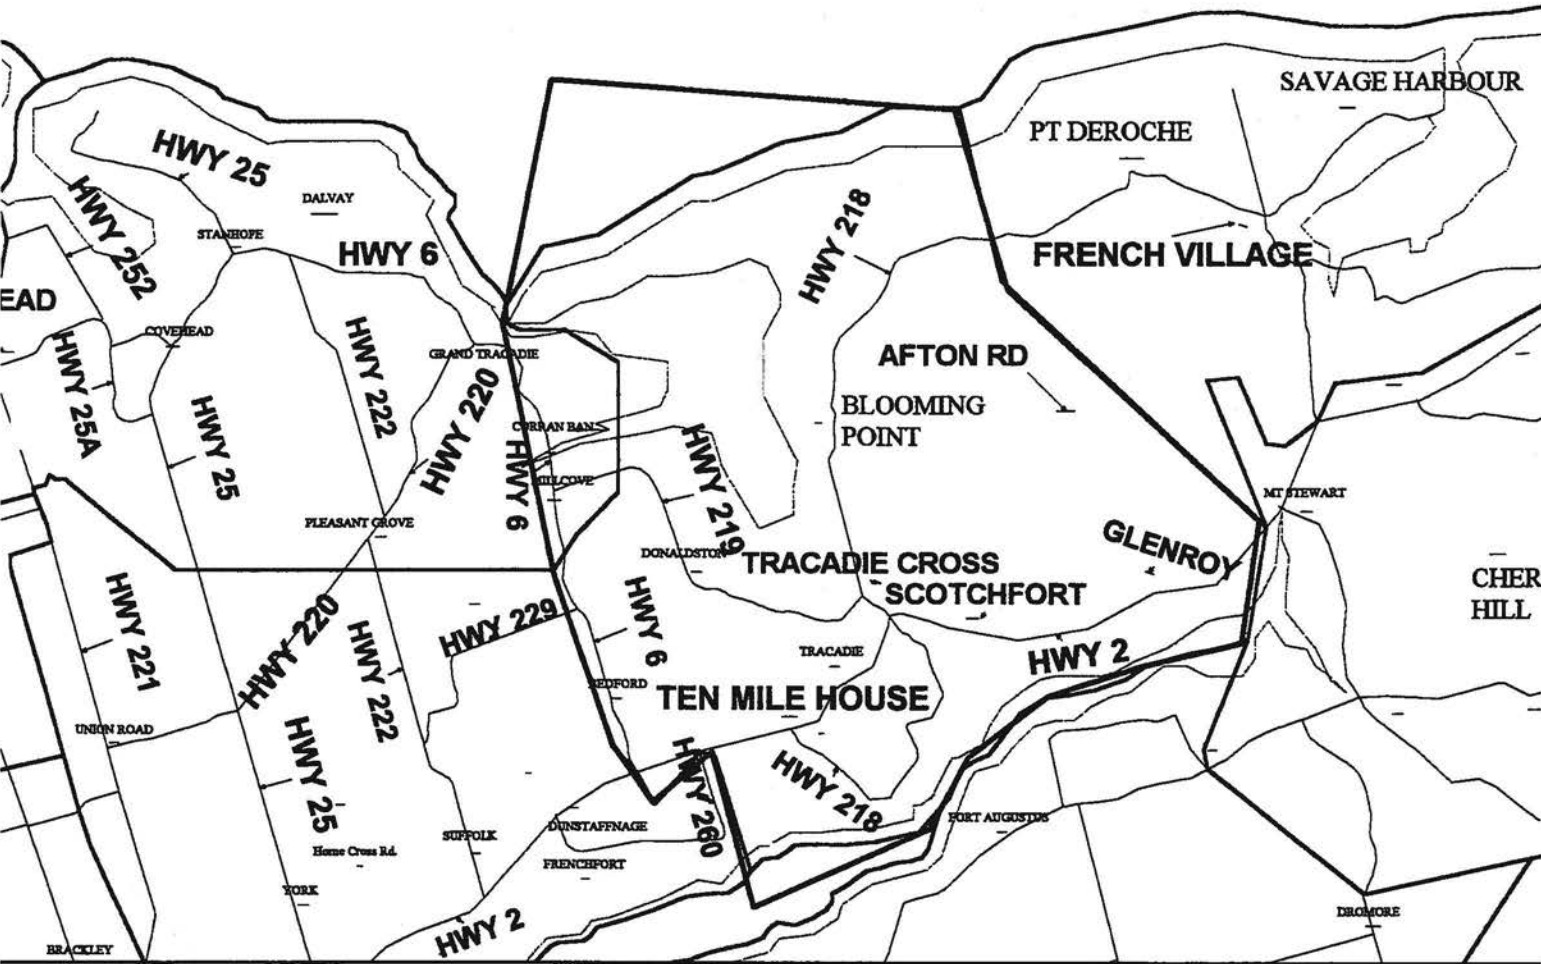 SAVAGE HARBOUR
PT DEROCHE
HWY 25
DALVAY
HWY 252
STANHOPE
HWY 6
HWY 218
FRENCH VILLAGE
EAD
COVEHEAD
HWY 25A
HWY 222
GRAND TRACADIE
AFTON RD
HWY 220
BLOOMING
POINT
HWY 25
CORRAN BAN
HWY 6
MILLCOVE
HWY 219
MT STEWART
PLEASANT GROVE
DONALDSTON
TRACADIE CROSS
GLENROY
SCOTCHFORT
CHER
HILL
HWY 221
HWY 220
HWY 222
HWY 229
HWY 6
TRACADIE
HWY 2
BEDFORD
TEN MILE HOUSE
UNION ROAD
HWY 25
HWY 260
HWY 218
SUFFOLK
DUNSTAFFNAGE
FORT AUGUSTUS
Horne Cross Rd.
FRENCHFORT
YORK
HWY 2
DROMORE
BRACKLEY